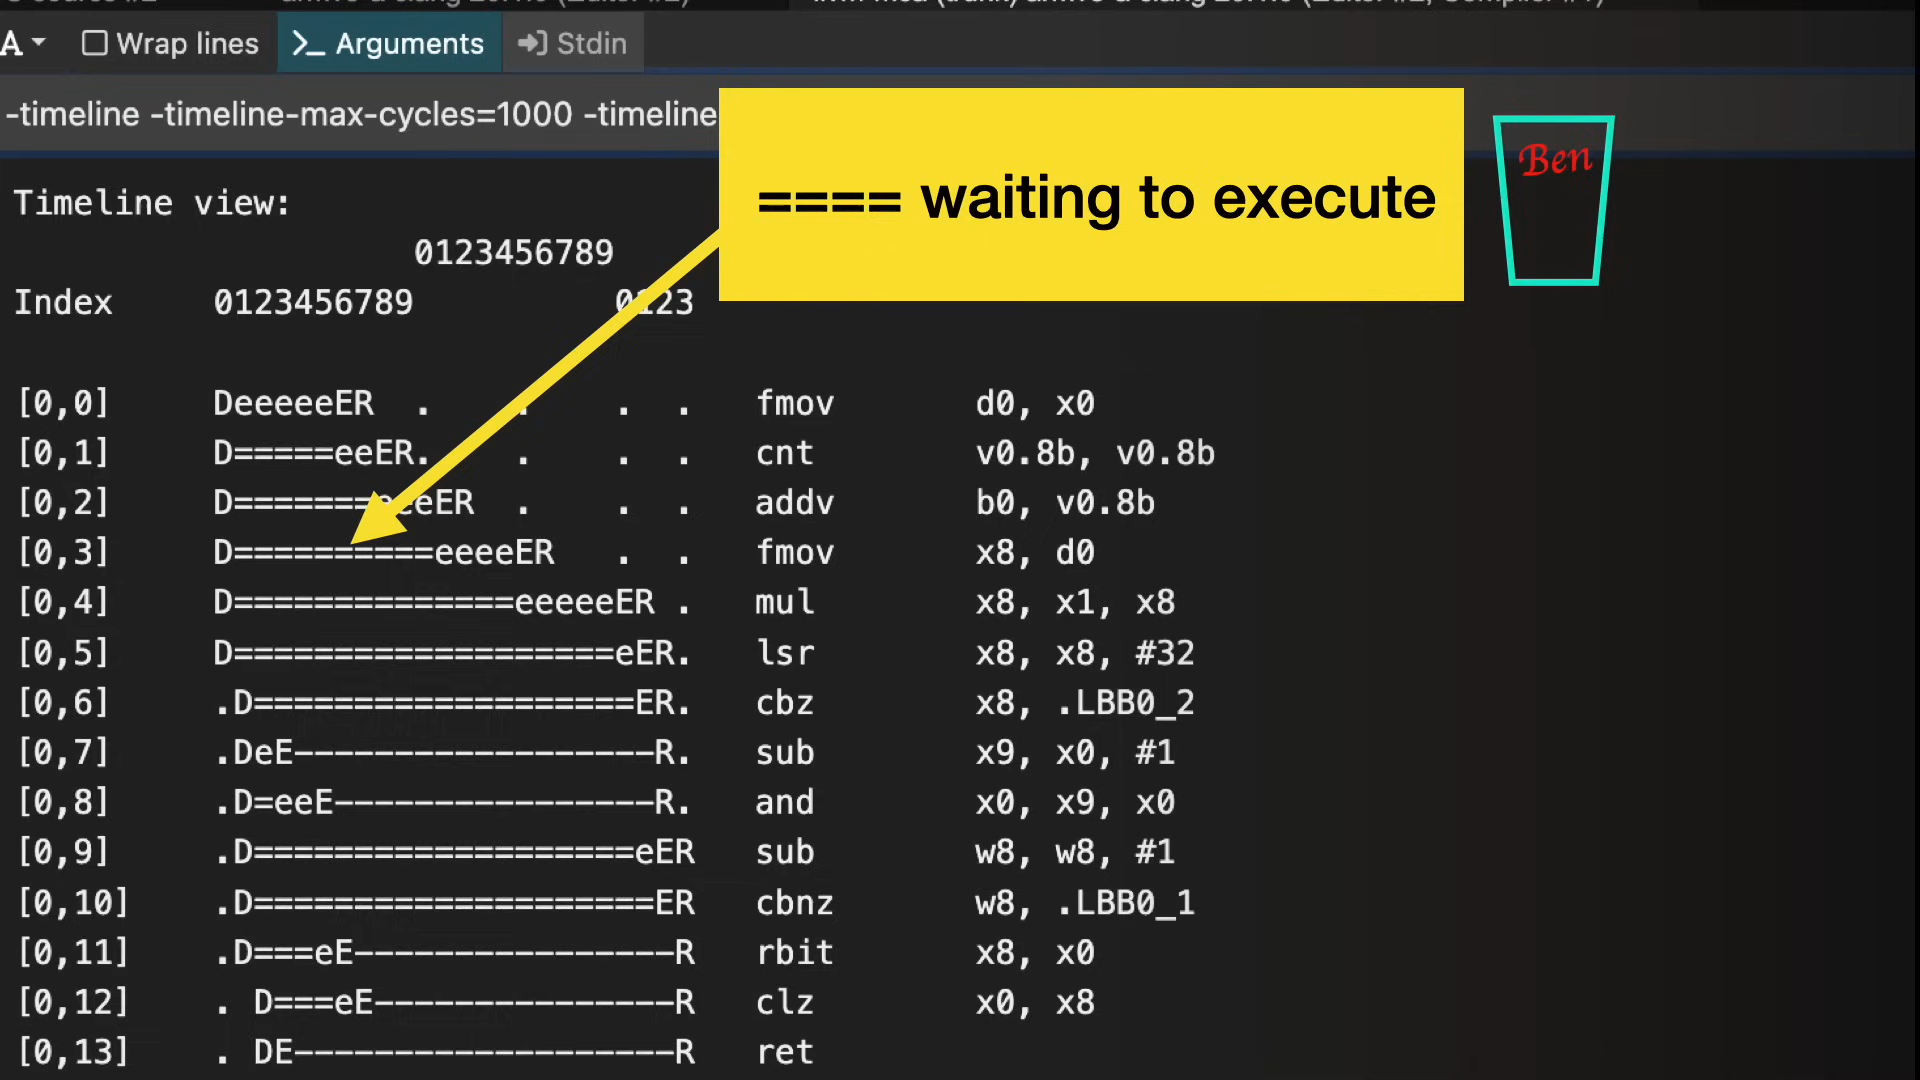 A Wrap lines >_ Arguments Stdin
-timeline -timeline-max-cycles=1000 -timeline
==== waiting to execute
Ben
Timeline view:
0123456789
Index 0123456789 0123
[0,0] DeeeeeER . . . . fmov d0, x0
[0,1] D=====eeER. . . . cnt v0.8b, v0.8b
[0,2] D=======eeeER . . . addv b0, v0.8b
[0,3] D==========eeeeER . . fmov x8, d0
[0,4] D==============eeeeeER . mul x8, x1, x8
[0,5] D===================eER. lsr x8, x8, #32
[0,6] .D===================ER. cbz x8, .LBB0_2
[0,7] .DeE------------------R. sub x9, x0, #1
[0,8] .D=eeE----------------R. and x0, x9, x0
[0,9] .D===================eER sub w8, w8, #1
[0,10] .D====================ER cbnz w8, .LBB0_1
[0,11] .D===eE----------------R rbit x8, x0
[0,12] . D===eE---------------R clz x0, x8
[0,13] . DE-------------------R ret